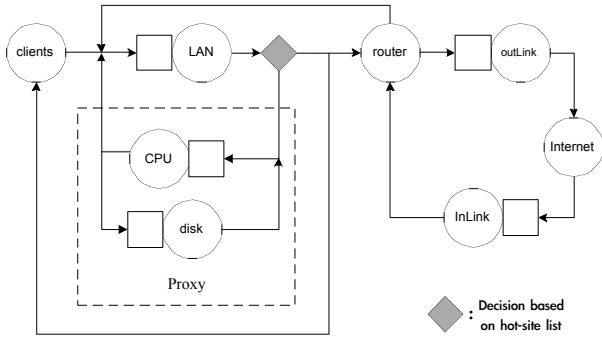 clients
LAN
router
outLink
Internet
CPU
InLink
disk
Proxy
: Decision based
on hot-site list